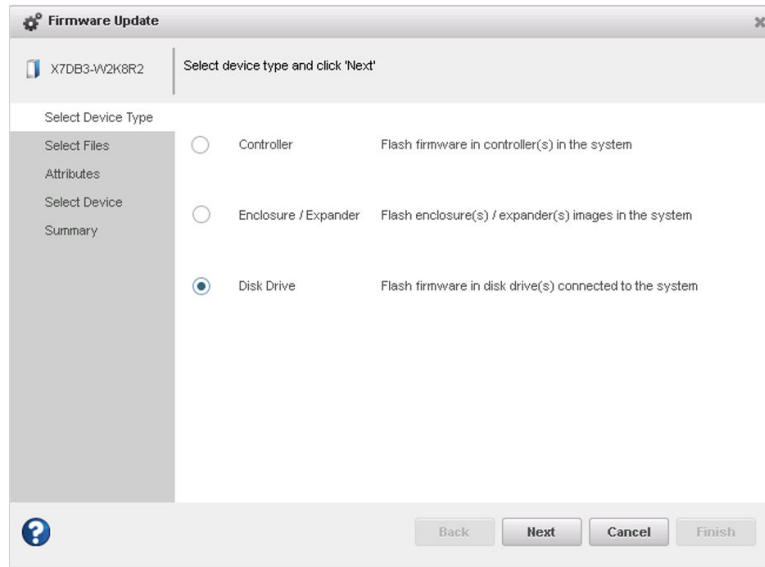 Firmware Update
X7DB3-W2K8R2
Select device type and click 'Next'
Select Device Type
Select Files
Attributes
Select Device
Summary
Controller Flash firmware in controller(s) in the system
Enclosure / Expander Flash enclosure(s) / expander(s) images in the system
Disk Drive Flash firmware in disk drive(s) connected to the system
?
Back Next Cancel Finish